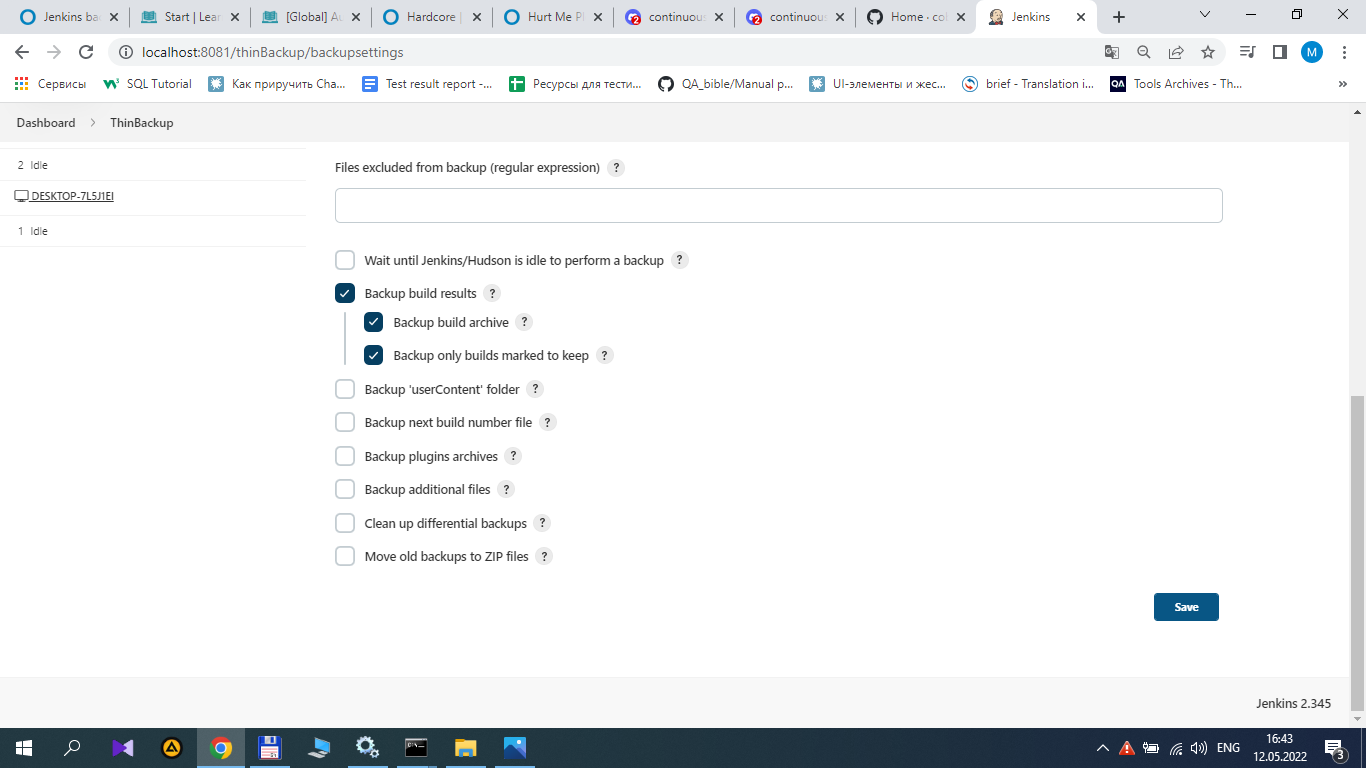 Jenkins ba
Start | Lear
[Global] Au
Hardcore |
Hurt Me Pl
continuous
continuous
Home · col
Jenkins
localhost:8081/thinBackup/backupsettings
M
Сервисы
SQL Tutorial
Как приручить Cha...
Test result report -...
Ресурсы для тести...
QA_bible/Manual p...
UI-элементы и жес...
brief - Translation i...
QA
Tools Archives - Th...
»
Dashboard > ThinBackup
2 Idle
DESKTOP-7L5J1EI
1 Idle
Files excluded from backup (regular expression) ?
Wait until Jenkins/Hudson is idle to perform a backup ?
Backup build results ?
Backup build archive ?
Backup only builds marked to keep ?
Backup 'userContent' folder ?
Backup next build number file ?
Backup plugins archives ?
Backup additional files ?
Clean up differential backups ?
Move old backups to ZIP files ?
Save
Jenkins 2.345
ENG
16:43
12.05.2022
3